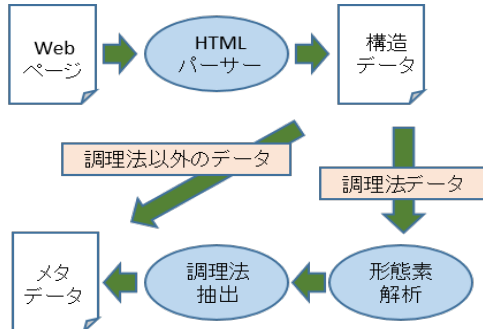 Web
ページ
HTML
パーサー
構造
データ
調理法以外のデータ
調理法データ
メタ
データ
調理法
抽出
形態素
解析